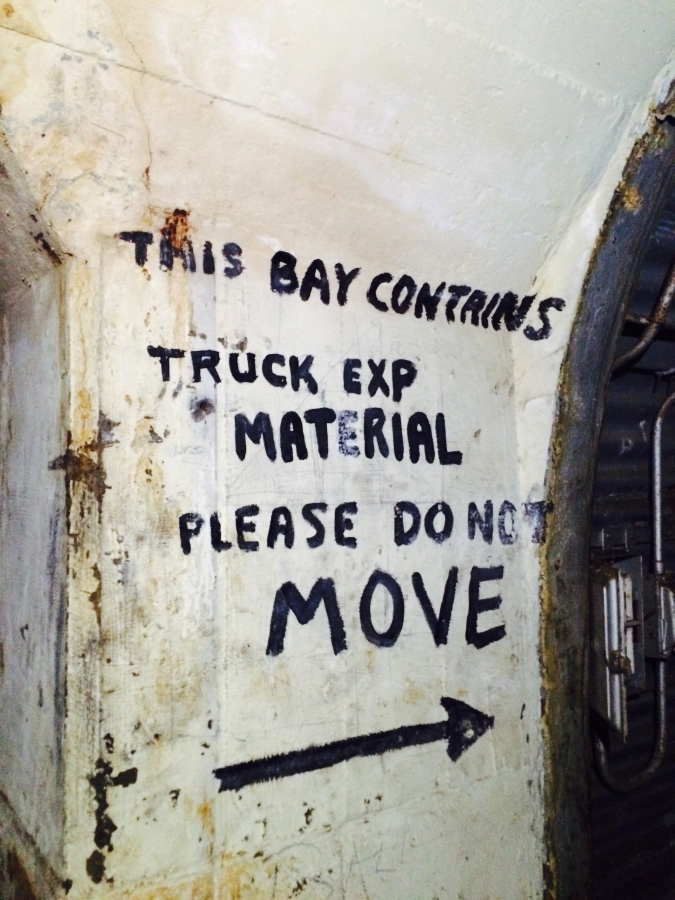 THIS BAY CONTAINS
TRUCK EXP
MATERIAL
PLEASE DO NOT
MOVE